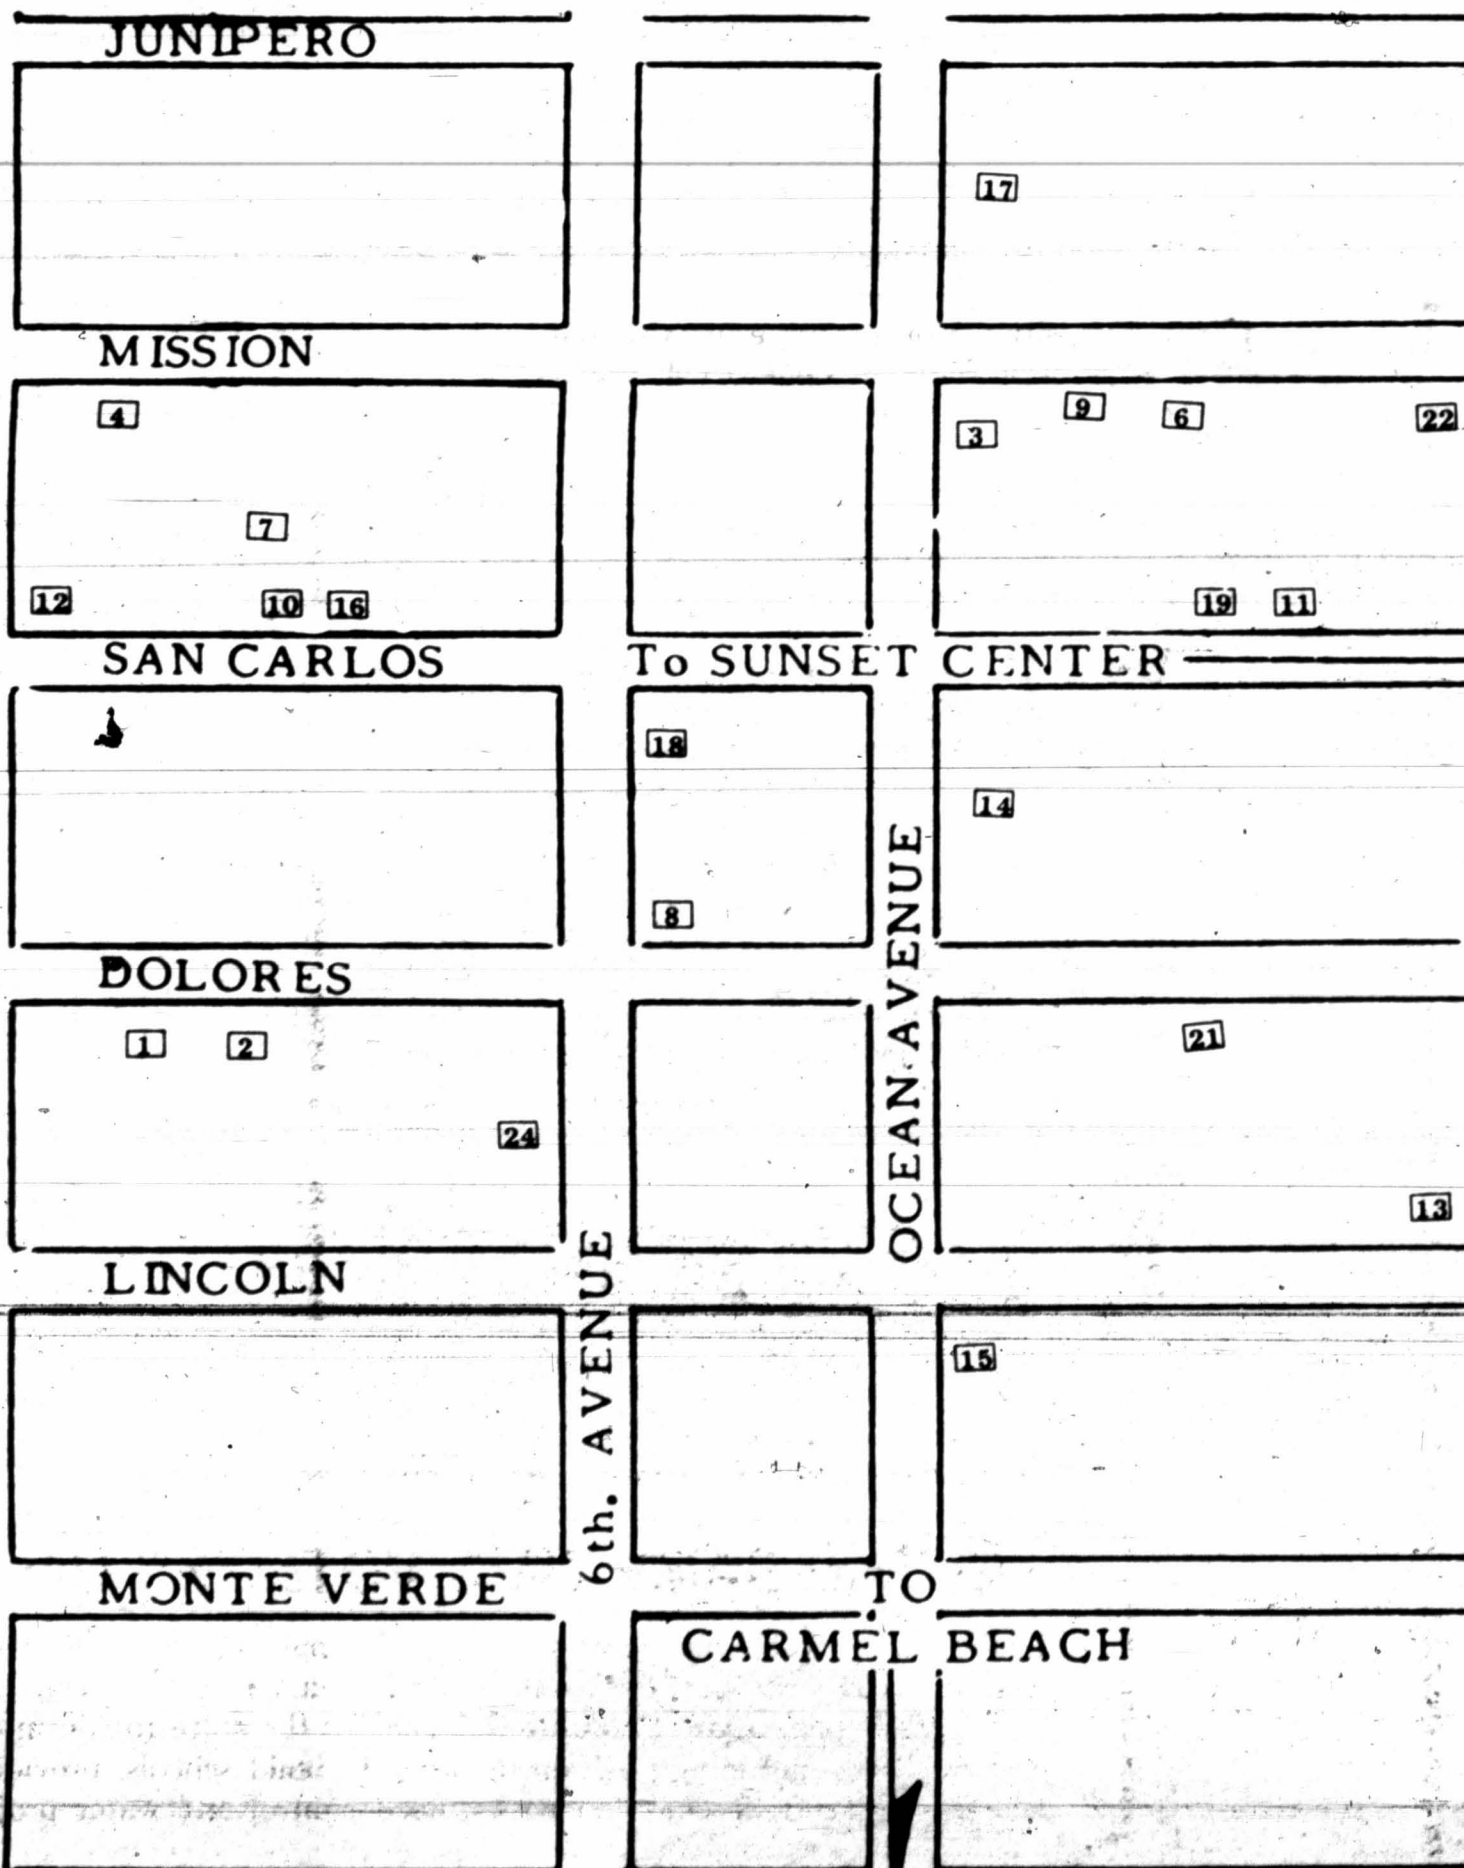 JUNIPERO
17
MISSION
4
9
6
22
3
7
12
10
16
19
11
SAN CARLOS
To SUNSET CENTER
18
14
8
OCEAN AVENUE
DOLORES
1
2
21
24
13
LINCOLN
6th. AVENUE
15
MONTE VERDE
TO
CARMEL BEACH